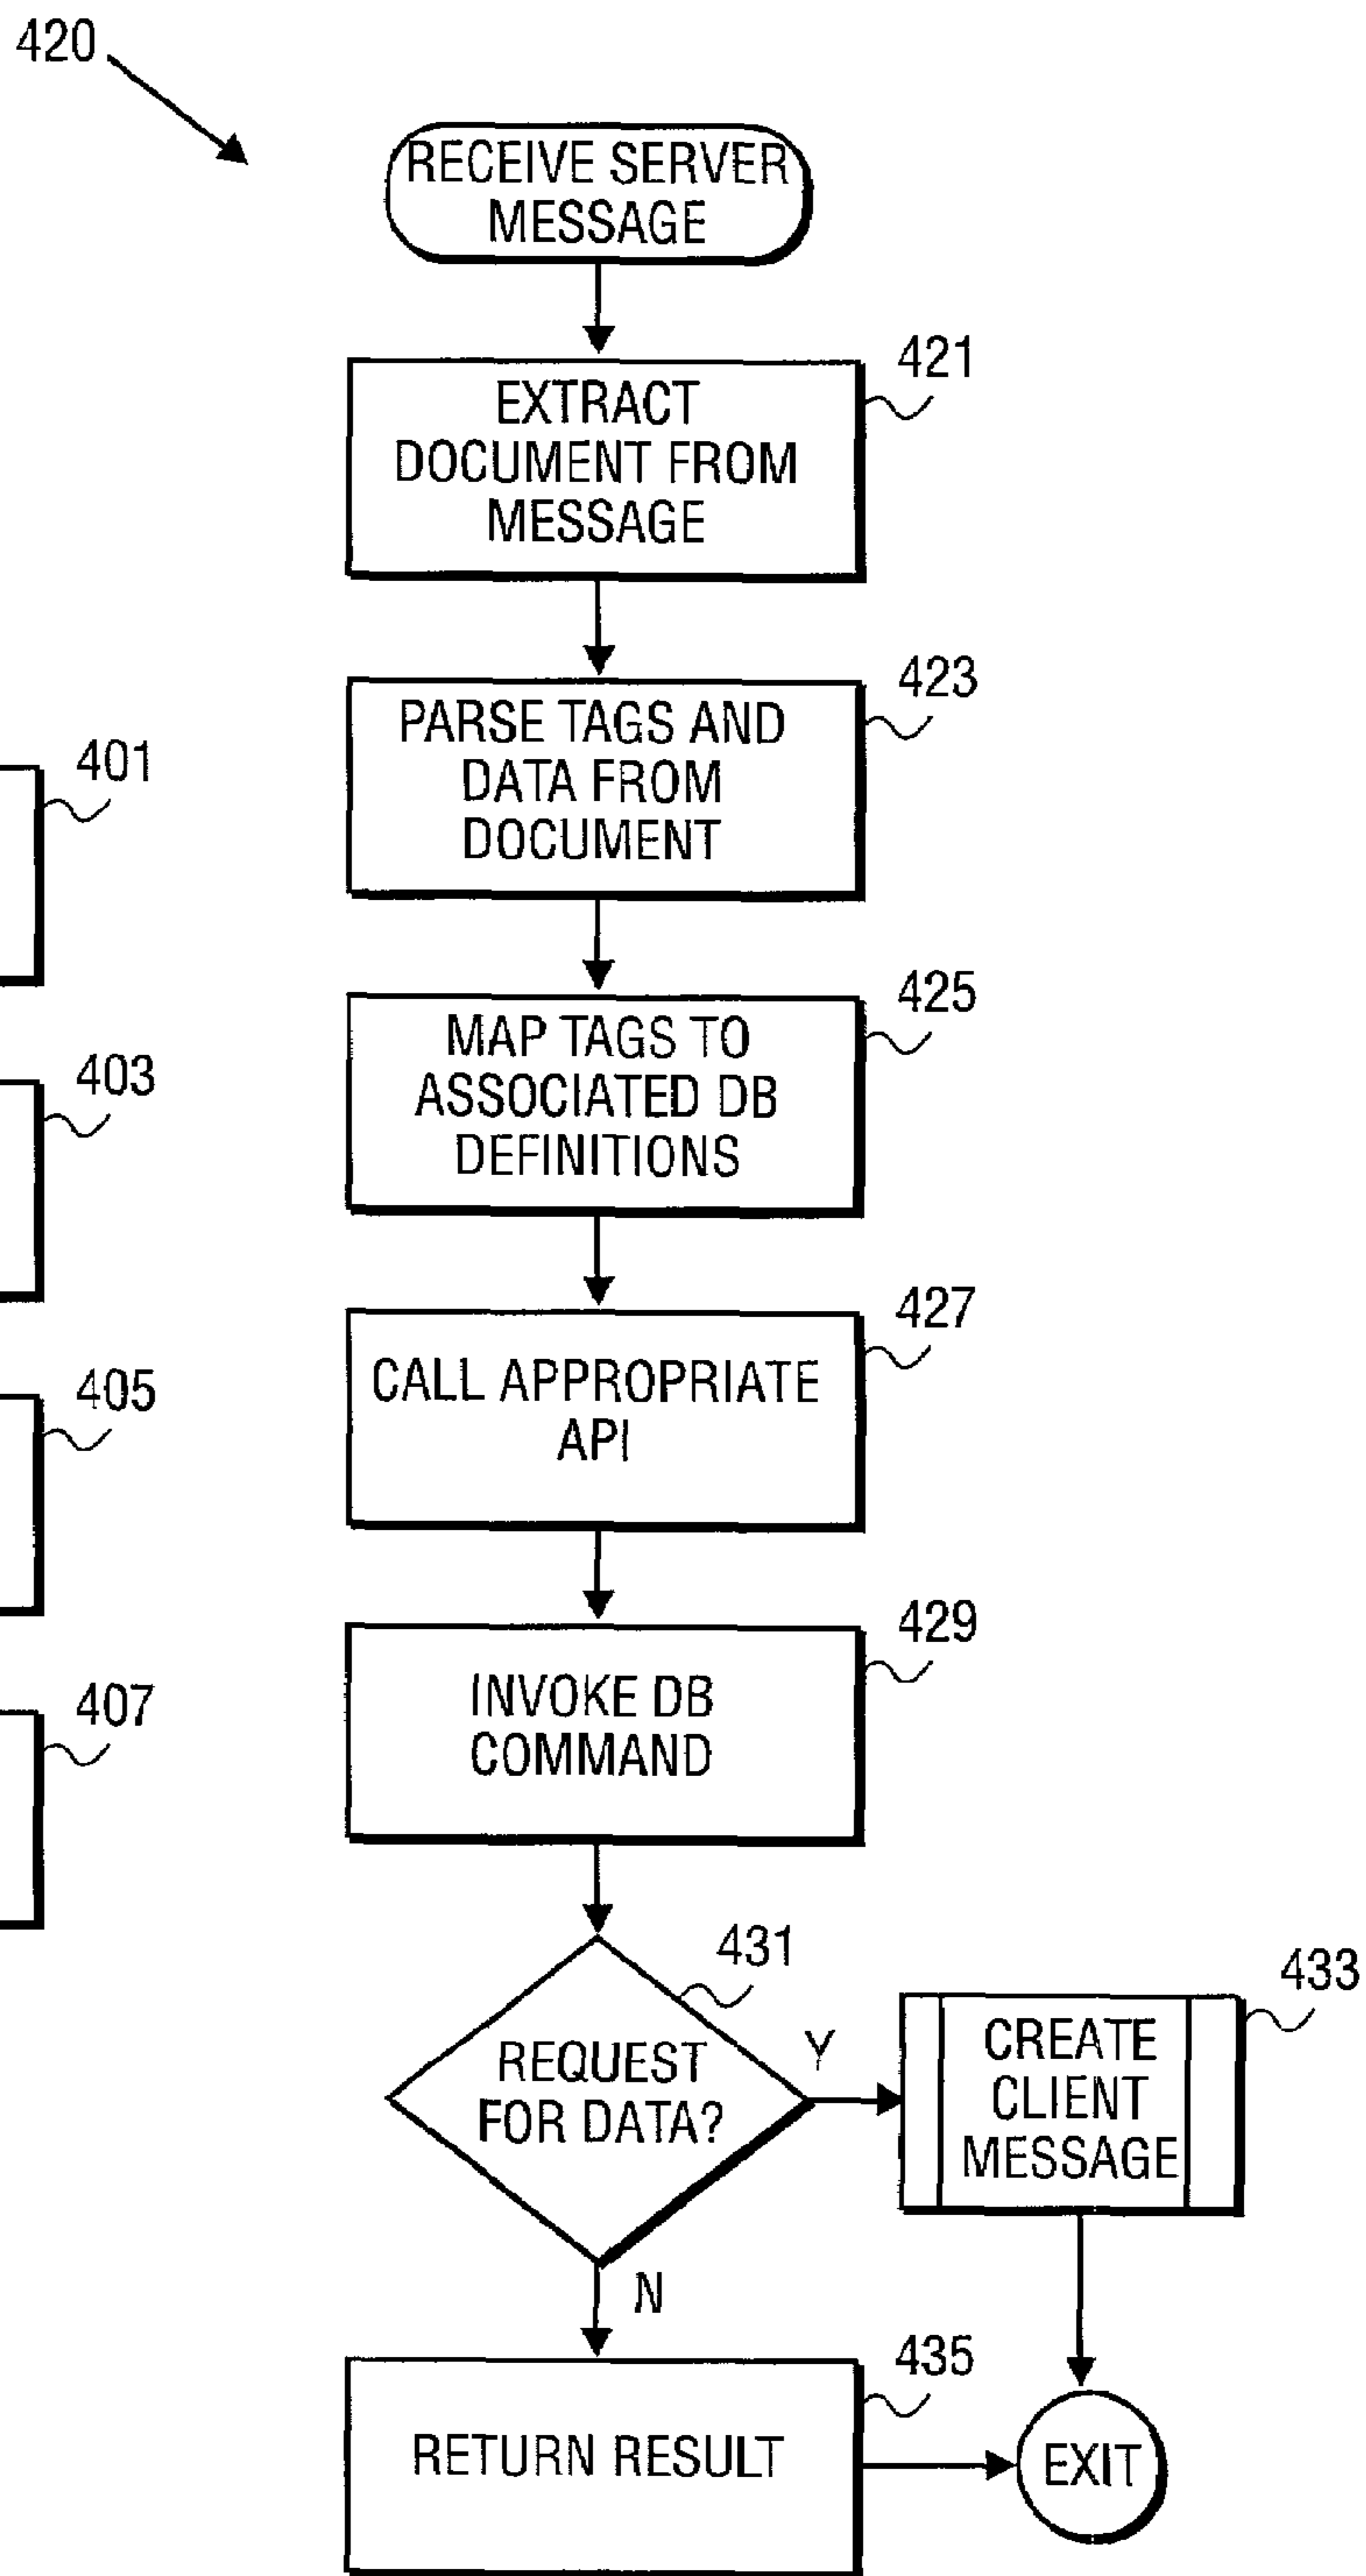 420
RECEIVE SERVER
MESSAGE
421
EXTRACT
DOCUMENT FROM
MESSAGE
423
PARSE TAGS AND
DATA FROM
DOCUMENT
401
425
MAP TAGS TO
ASSOCIATED DB
DEFINITIONS
403
427
CALL APPROPRIATE
API
405
429
INVOKE DB
COMMAND
407
431
REQUEST
FOR DATA?
Y
433
CREATE
CLIENT
MESSAGE
N
435
RETURN RESULT
EXIT